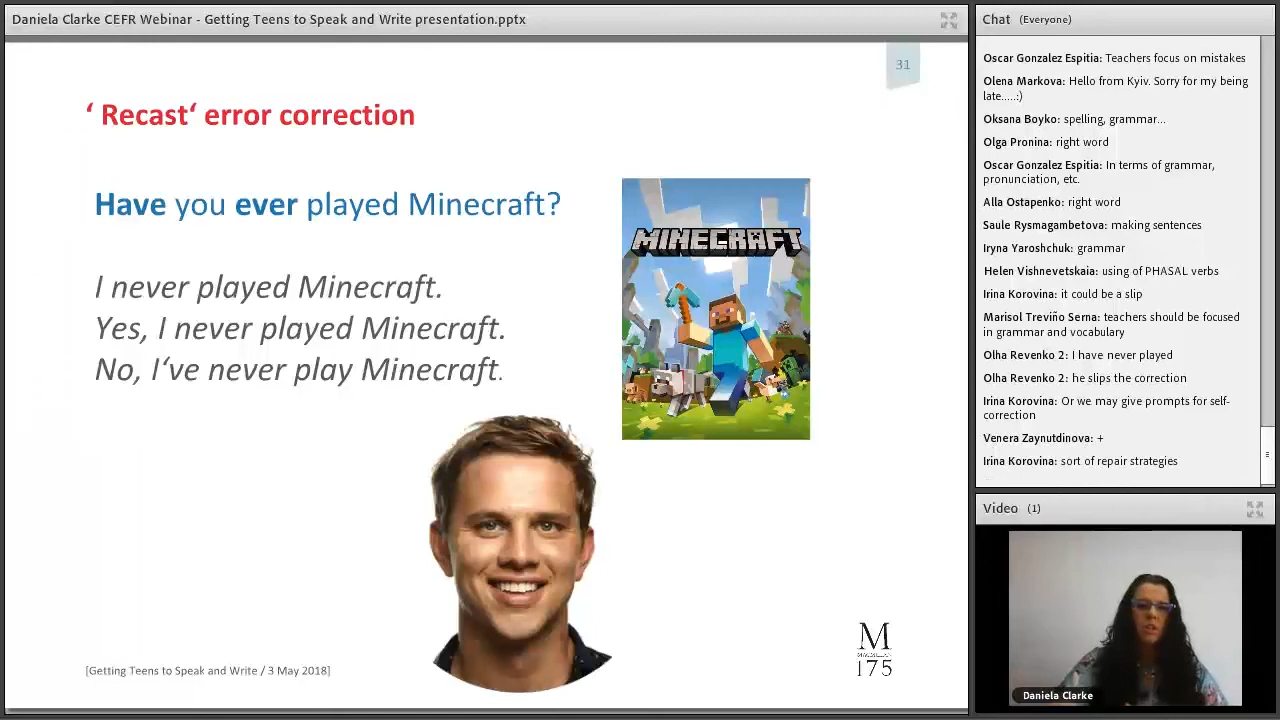 Daniela Clarke CEFR Webinar - Getting Teens to Speak and Write presentation.pptx
31
‘ Recast‘ error correction
Have you ever played Minecraft?
MINECRAFT
I never played Minecraft.
Yes, I never played Minecraft.
No, I‘ve never play Minecraft.
[Getting Teens to Speak and Write / 3 May 2018]
M
MACMILLAN
175
Chat (Everyone)
Oscar Gonzalez Espitia: Teachers focus on mistakes
Olena Markova: Hello from Kyiv. Sorry for my being
late.....:)
Oksana Boyko: spelling, grammar...
Olga Pronina: right word
Oscar Gonzalez Espitia: In terms of grammar,
pronunciation, etc.
Alla Ostapenko: right word
Saule Rysmagambetova: making sentences
Iryna Yaroshchuk: grammar
Helen Vishnevetskaia: using of PHASAL verbs
Irina Korovina: it could be a slip
Marisol Treviño Serna: teachers should be focused
in grammar and vocabulary
Olha Revenko 2: I have never played
Olha Revenko 2: he slips the correction
Irina Korovina: Or we may give prompts for self-
correction
Venera Zaynutdinova: +
Irina Korovina: sort of repair strategies
Video (1)
Daniela Clarke